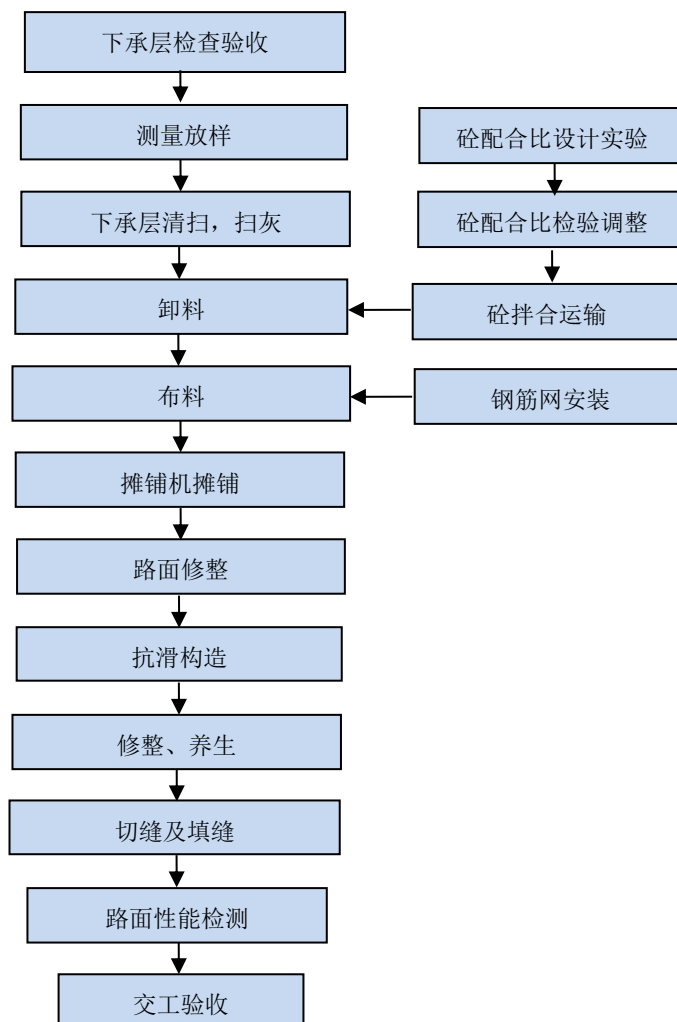 下承层检查验收
测量放样
砼配合比设计实验
下承层清扫，扫灰
砼配合比检验调整
卸料
砼拌合运输
布料
钢筋网安装
摊铺机摊铺
路面修整
抗滑构造
修整、养生
切缝及填缝
路面性能检测
交工验收